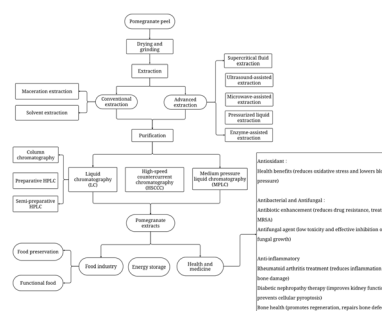 Pomegranate peel
Drying and
grinding
Extraction
Conventional
extraction
Advanced
extraction
Maceration extraction
Solvent extraction
Supercritical fluid
extraction
Ultrasound-assisted
extraction
Microwave-assisted
extraction
Pressurized liquid
extraction
Enzyme-assisted
extraction
Purification
Column
chromatography
Preparative HPLC
Semi-preparative
HPLC
Liquid
chromatography
(LC)
High-speed
countercurrent
chromatography
(HSCCC)
Medium pressure
liquid chromatography
(MPLC)
Pomegranate
extracts
Food preservation
Functional food
Food industry
Energy storage
Health and
medicine
Antioxidant :
Health benefits (reduces oxidative stress and lowers
pressure)
Antibacterial and Antifungal :
Antibiotic enhancement (reduces drug resistance,
MRSA)
Antifungal agent (low toxicity and effective inhibition
fungal growth)
Anti-inflammatory
Rheumatoid arthritis treatment (reduces inflammation
bone damage)
Diabetic nephropathy therapy (improves kidney
prevents cellular pyroptosis)
Bone health (promotes regeneration, repairs bone